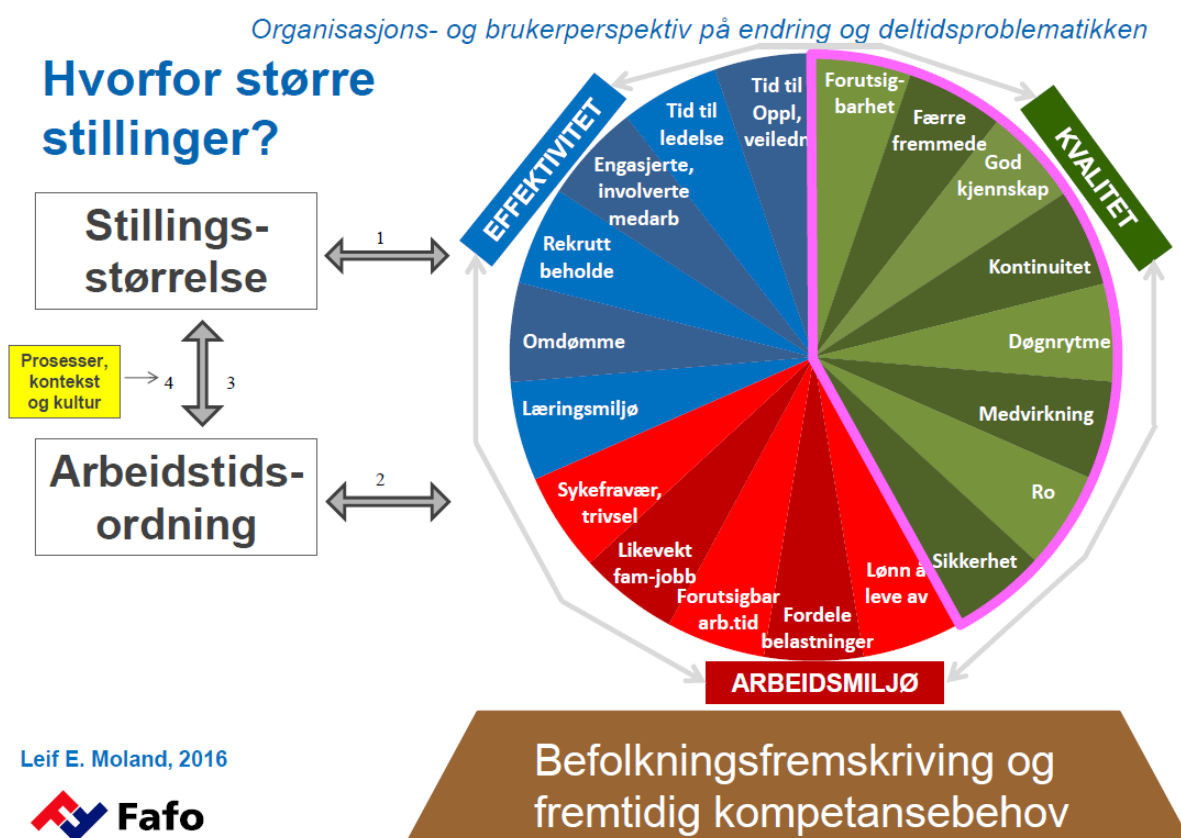 Organisasjons- og brukerperspektiv på endring og deltidsproblematikken
Hvorfor større
stillinger?
Stillings-
størrelse
1
Prosesser,
kontekst
og kultur
4
3
Arbeidstids-
ordning
2
EFFEKTIVITET
KVALITET
ARBEIDSMILJØ
Tid til
Oppl,
veiledn
Forutsig-
barhet
Færre
fremmede
God
kjennskap
Kontinuitet
Døgnrytme
Medvirkning
Ro
Sikkerhet
Lønn å
leve av
Fordele
belastninger
Forutsigbar
arb.tid
Likevekt
fam-jobb
Sykefravær,
trivsel
Læringsmiljø
Omdømme
Rekrutt
beholde
Engasjerte,
involverte
medarb
Tid til
ledelse
Leif E. Moland, 2016
Fafo
Befolkningsfremskriving og
fremtidig kompetansebehov